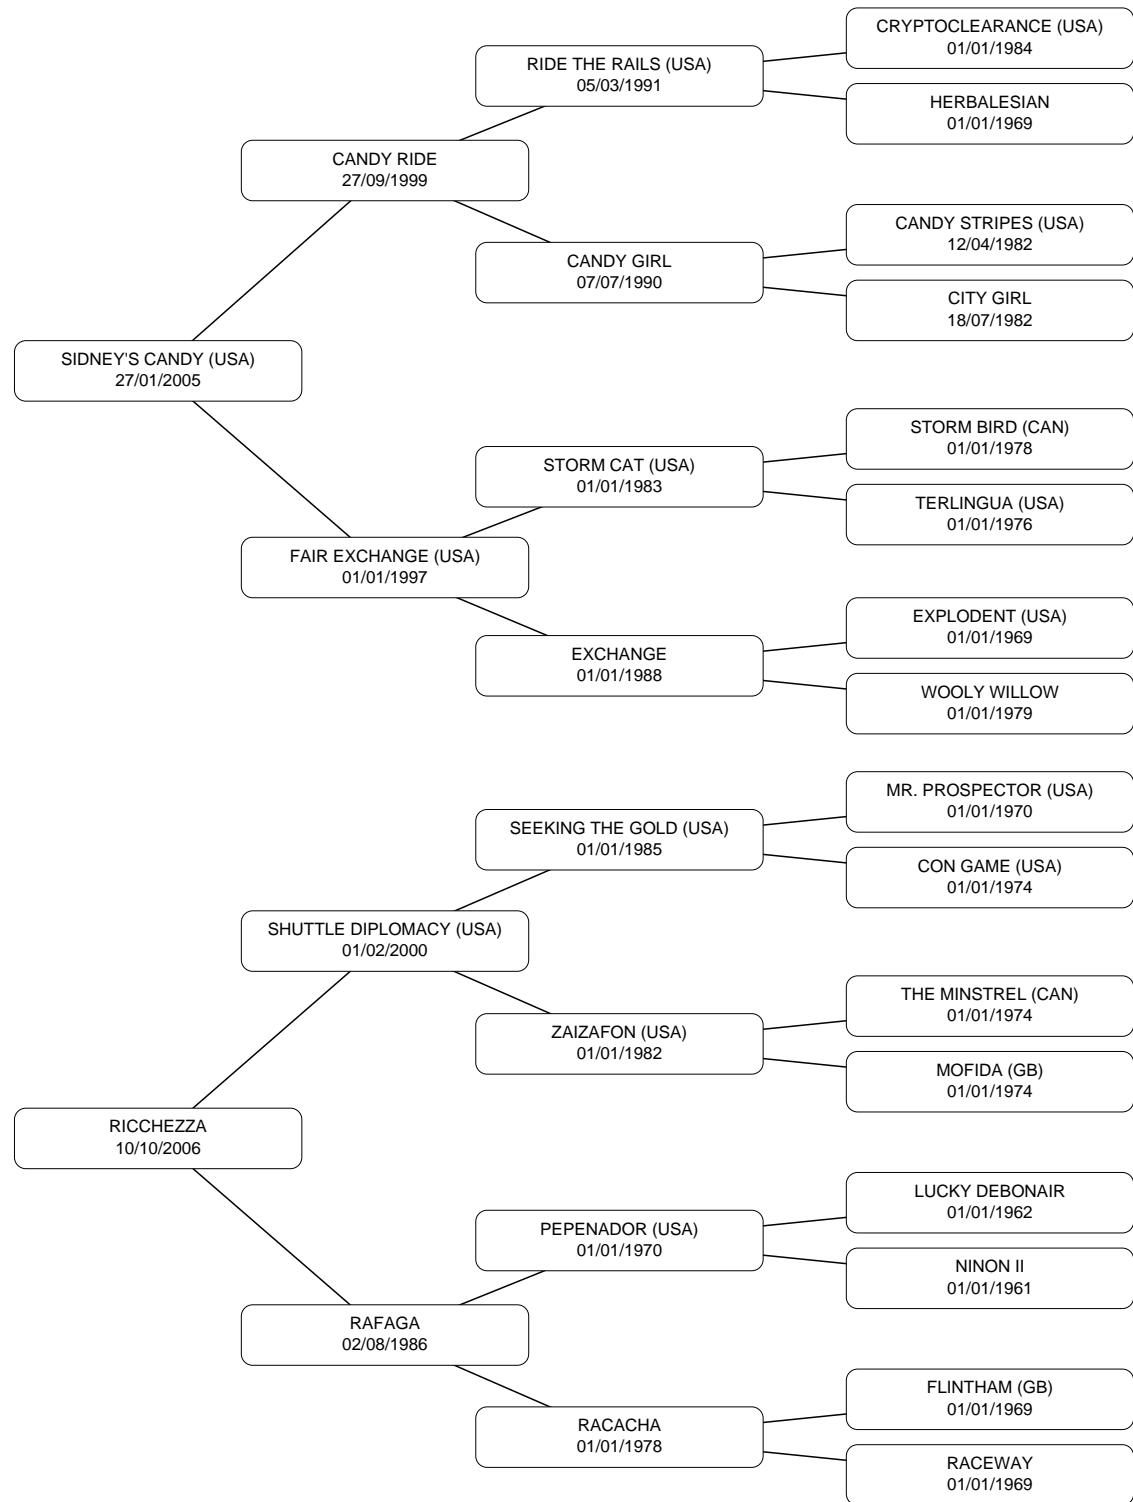 CRYPTOCLEARANCE (USA)
01/01/1984
RIDE THE RAILS (USA)
05/03/1991
HERBALESIAN
01/01/1969
CANDY RIDE
27/09/1999
CANDY STRIPES (USA)
12/04/1982
CANDY GIRL
07/07/1990
CITY GIRL
18/07/1982
SIDNEY'S CANDY (USA)
27/01/2005
STORM BIRD (CAN)
01/01/1978
STORM CAT (USA)
01/01/1983
TERLINGUA (USA)
01/01/1976
FAIR EXCHANGE (USA)
01/01/1997
EXPLODENT (USA)
01/01/1969
EXCHANGE
01/01/1988
WOOLY WILLOW
01/01/1979
MR. PROSPECTOR (USA)
01/01/1970
SEEKING THE GOLD (USA)
01/01/1985
CON GAME (USA)
01/01/1974
SHUTTLE DIPLOMACY (USA)
01/02/2000
THE MINSTREL (CAN)
01/01/1974
ZAIZAFON (USA)
01/01/1982
MOFIDA (GB)
01/01/1974
RICCHEZZA
10/10/2006
LUCKY DEBONAIR
01/01/1962
PEPENADOR (USA)
01/01/1970
NINON II
01/01/1961
RAFAGA
02/08/1986
FLINTHAM (GB)
01/01/1969
RACACHA
01/01/1978
RACEWAY
01/01/1969